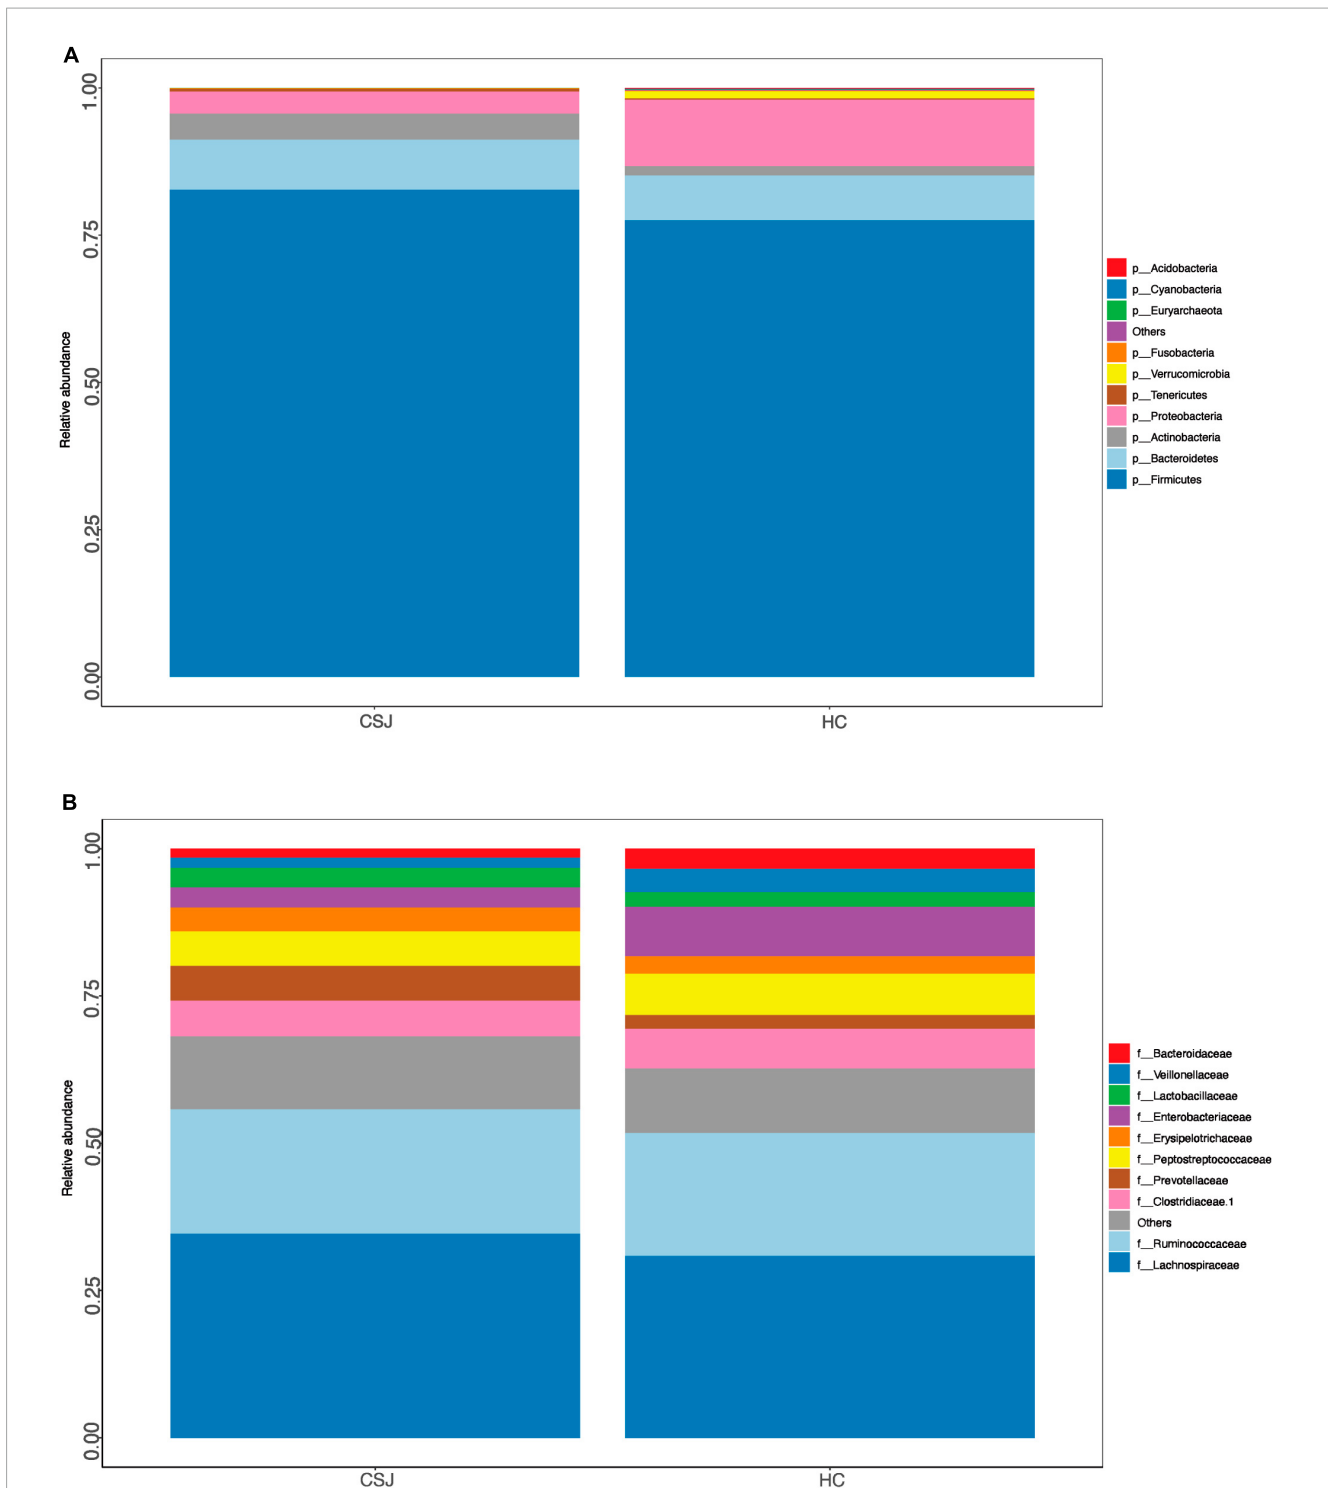 A
1.00
0.75
0.50
0.25
0.00
Relative abundance
CSJ
HC
p__Acidobacteria
p__Cyanobacteria
p__Euryarchaeota
Others
p__Fusobacteria
p__Verrucomicrobia
p__Tenericutes
p__Proteobacteria
p__Actinobacteria
p__Bacteroidetes
p__Firmicutes
B
1.00
0.75
0.50
0.25
0.00
Relative abundance
CSJ
HC
f__Bacteroidaceae
f__Veillonellaceae
f__Lactobacillaceae
f__Enterobacteriaceae
f__Erysipelotrichaceae
f__Peptostreptococcaceae
f__Prevotellaceae
f__Clostridiaceae.1
Others
f__Ruminococcaceae
f__Lachnospiraceae